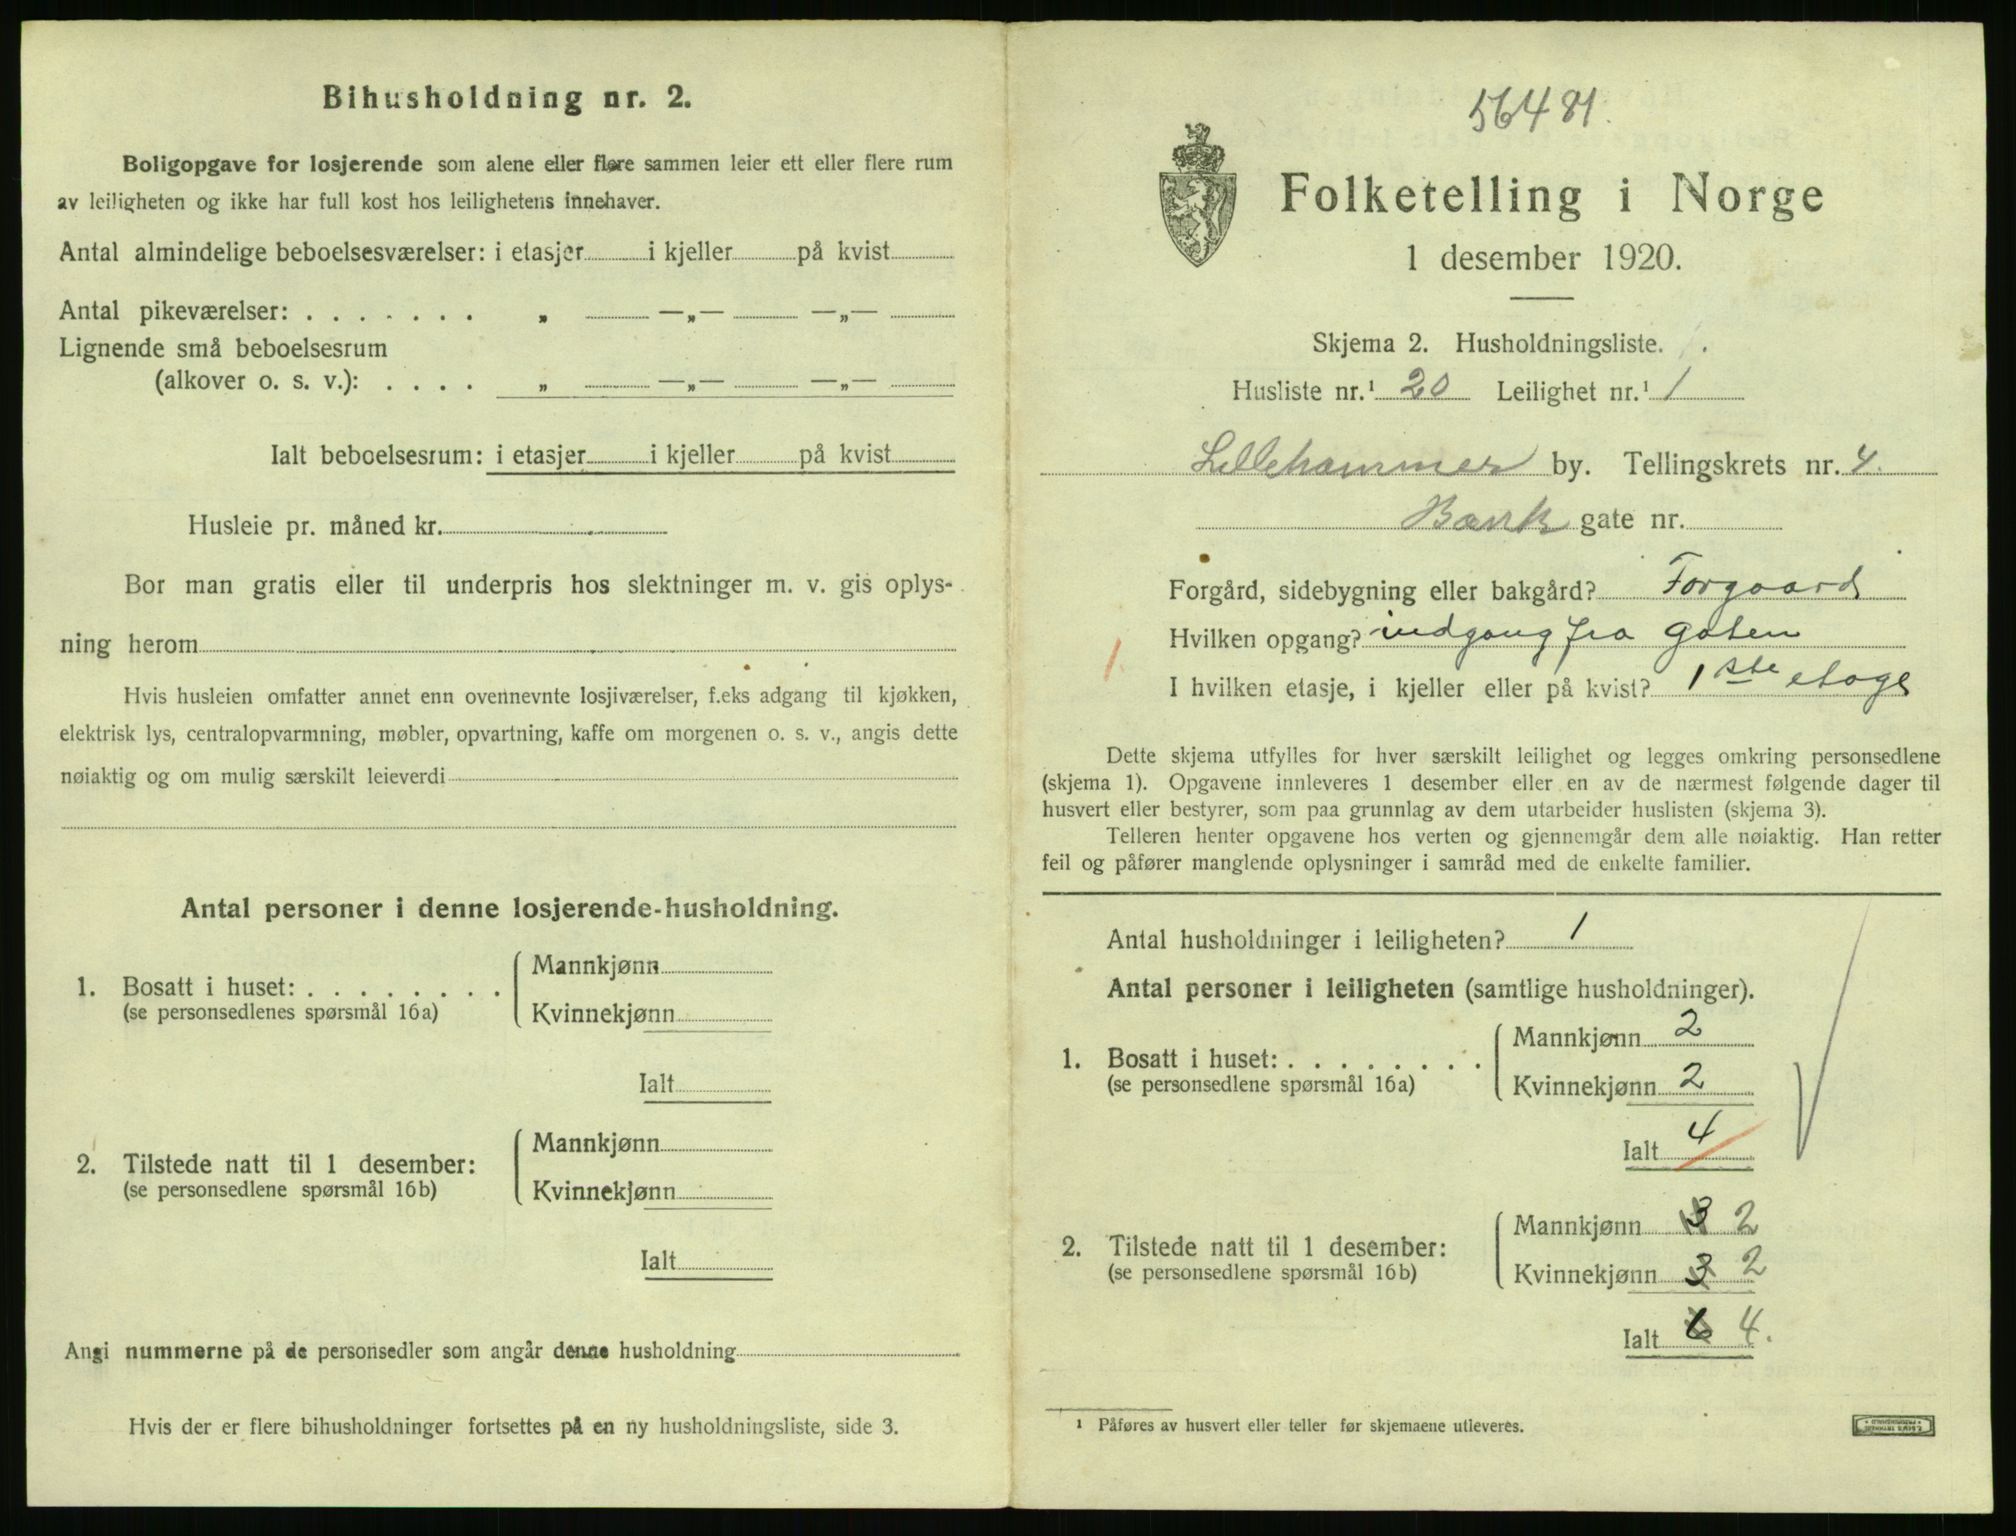 Bihusholdning nr. 2.
Boligopgave for losjerende som alene eller flere sammen leier ett eller flere rum
av leiligheten og ikke har full kost hos leilighetens innehaver.
Antal almindelige beboelsesværelser: i etasjer i kjeller på kvist
Antal pikeværelser: . . . . . . . „ —„— —„—
Lignende små beboelsesrum
(alkover o. s. v.): . . . . „ —„— —„—
Ialt beboelsesrum: i etasjer i kjeller på kvist
Husleie pr. måned kr.
Bor man gratis eller til underpris hos slektninger m. v. gis oplys-
ning herom
Hvis husleien omfatter annet enn ovennevnte losjiværelser, f.eks adgang til kjøkken,
elektrisk lys, centralopvarmning, møbler, opvartning, kaffe om morgenen o. s. v., angis dette
nøiaktig og om mulig særskilt leieverdi
Antal personer i denne losjerende-husholdning.
Mannkjønn
1. Bosatt i huset: . . . . . . . .
(se personsedlenes spørsmål 16a)
Kvinnekjønn
Ialt
Mannkjønn
2. Tilstede natt til 1 desember:
(se personsedlene spørsmål 16b)
Kvinnekjønn
Ialt
Angi nummerne på de personsedler som angår denne husholdning
Hvis der er flere bihusholdninger fortsettes på en ny husholdningsliste, side 3.
56481.
Folketelling i Norge
1 desember 1920.
Skjema 2. Husholdningsliste.
Husliste nr.¹ 20 Leilighet nr.¹ 1
Lillehammer by. Tellingskrets nr. 4.
Bank gate nr.
Forgård, sidebygning eller bakgård? Forgaard
Hvilken opgang? indgang fra gaten
1.
I hvilken etasje, i kjeller eller på kvist? 1ste etage
Dette skjema utfylles for hver særskilt leilighet og legges omkring personsedlene
(skjema 1). Opgavene innleveres 1 desember eller en av de nærmest følgende dager til
husvert eller bestyrer, som paa grunnlag av dem utarbeider huslisten (skjema 3).
Telleren henter opgavene hos verten og gjennemgår dem alle nøiaktig. Han retter
feil og påfører manglende oplysninger i samråd med de enkelte familier.
Antal husholdninger i leiligheten? 1
Antal personer i leiligheten (samtlige husholdninger).
Mannkjønn 2
1. Bosatt i huset: . . . . . . . .
(se personsedlene spørsmål 16a)
Kvinnekjønn 2
Ialt 4
Mannkjønn 3 2
2. Tilstede natt til 1 desember:
(se personsedlene spørsmål 16b)
Kvinnekjønn 3 2
Ialt 6 4.
¹ Påføres av husvert eller teller før skjemaene utleveres.